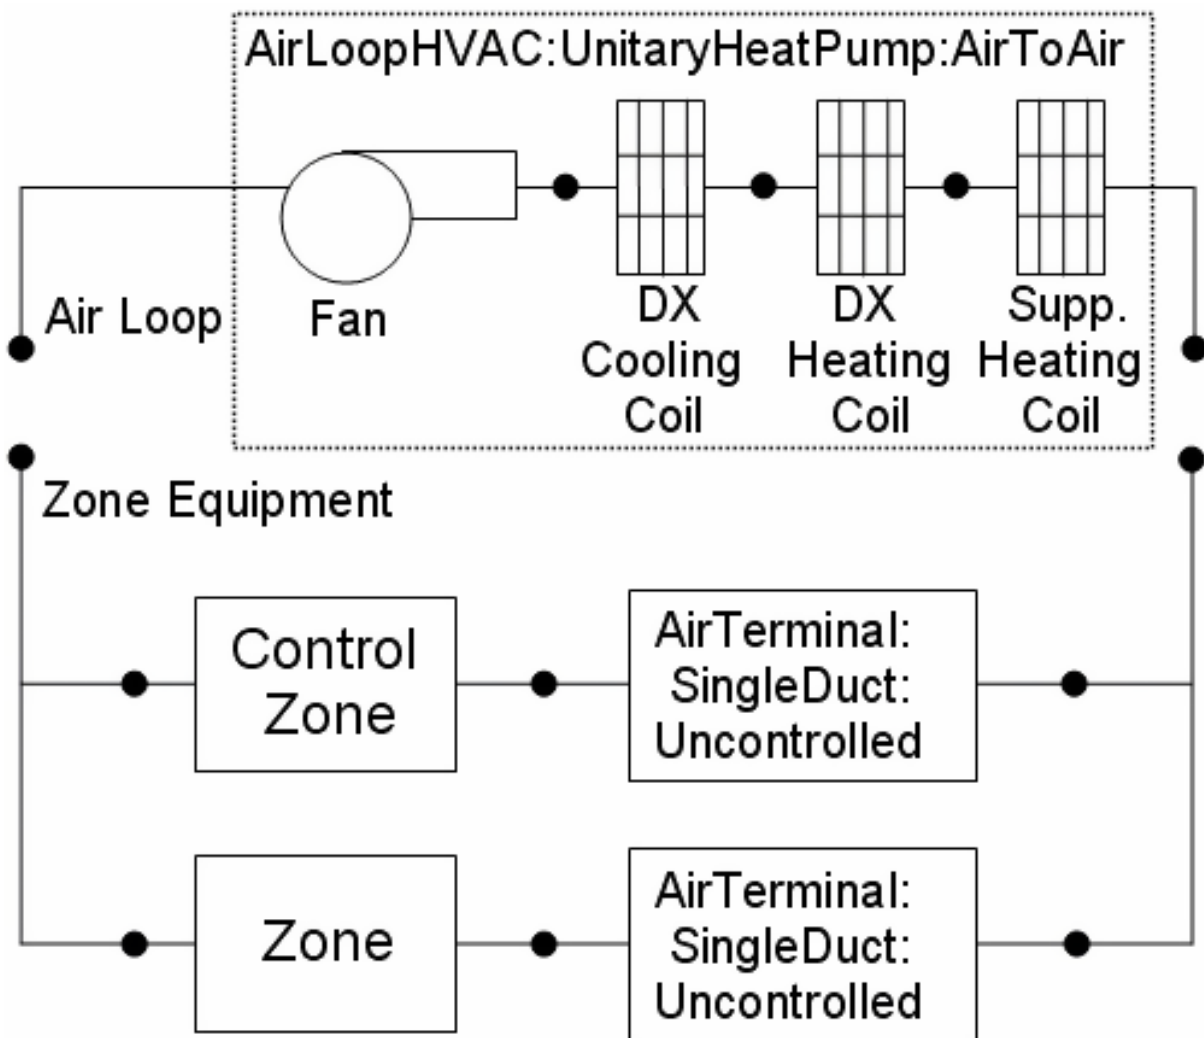 AirLoopHVAC:UnitaryHeatPump:AirToAir
Air Loop
Fan
DX
Cooling
Coil
DX
Heating
Coil
Supp.
Heating
Coil
Zone Equipment
Control
Zone
AirTerminal:
SingleDuct:
Uncontrolled
Zone
AirTerminal:
SingleDuct:
Uncontrolled